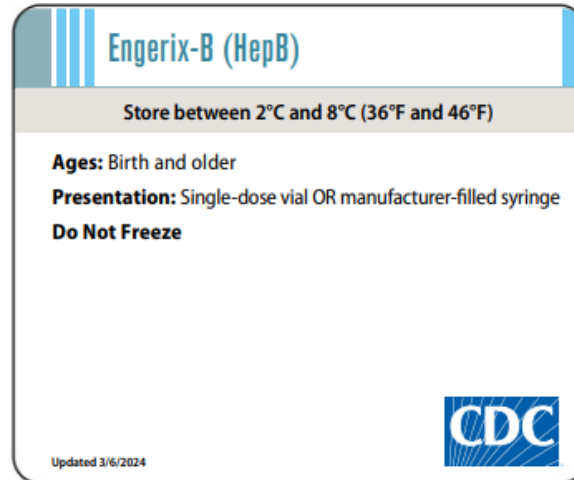 Engerix-B (HepB)
Store between 2°C and 8°C (36°F and 46°F)
Ages: Birth and older
Presentation: Single-dose vial OR manufacturer-filled syringe
Do Not Freeze
CDC
Updated 3/6/2024